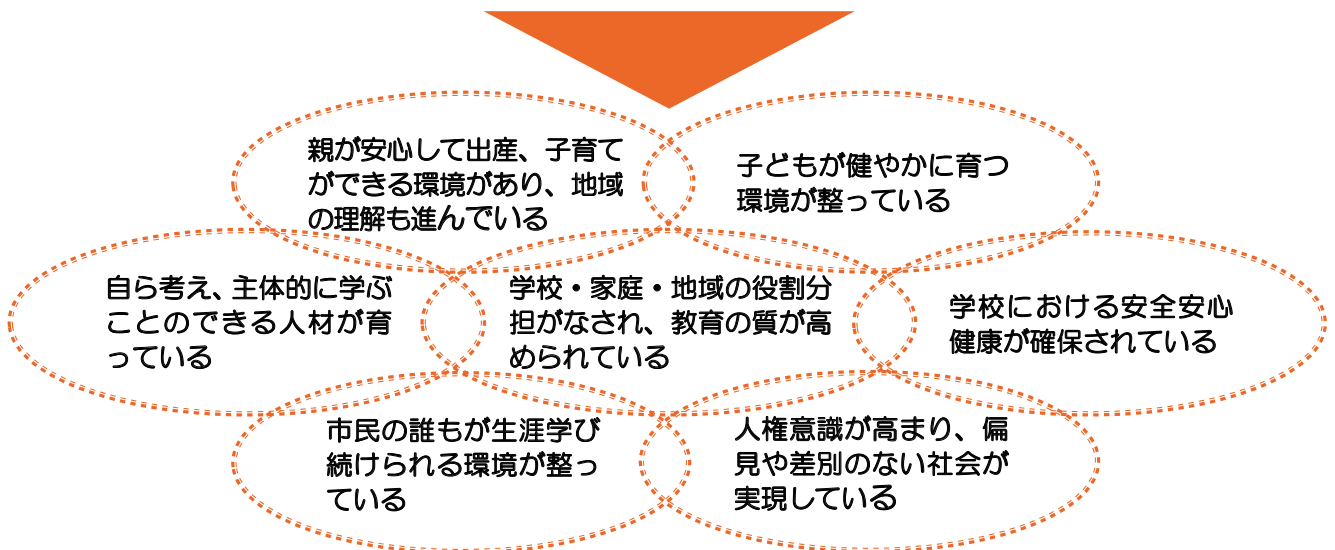 親が安心して出産、子育て
ができる環境があり、地域
の理解も進んでいる
子どもが健やかに育つ
環境が整っている
自ら考え、主体的に学ぶ
ことのできる人材が育
っている
学校・家庭・地域の役割分
担がなされ、教育の質が高
められている
学校における安全安心
健康が確保されている
市民の誰もが生涯学び
続けられる環境が整っ
ている
人権意識が高まり、偏
見や差別のない社会が
実現している